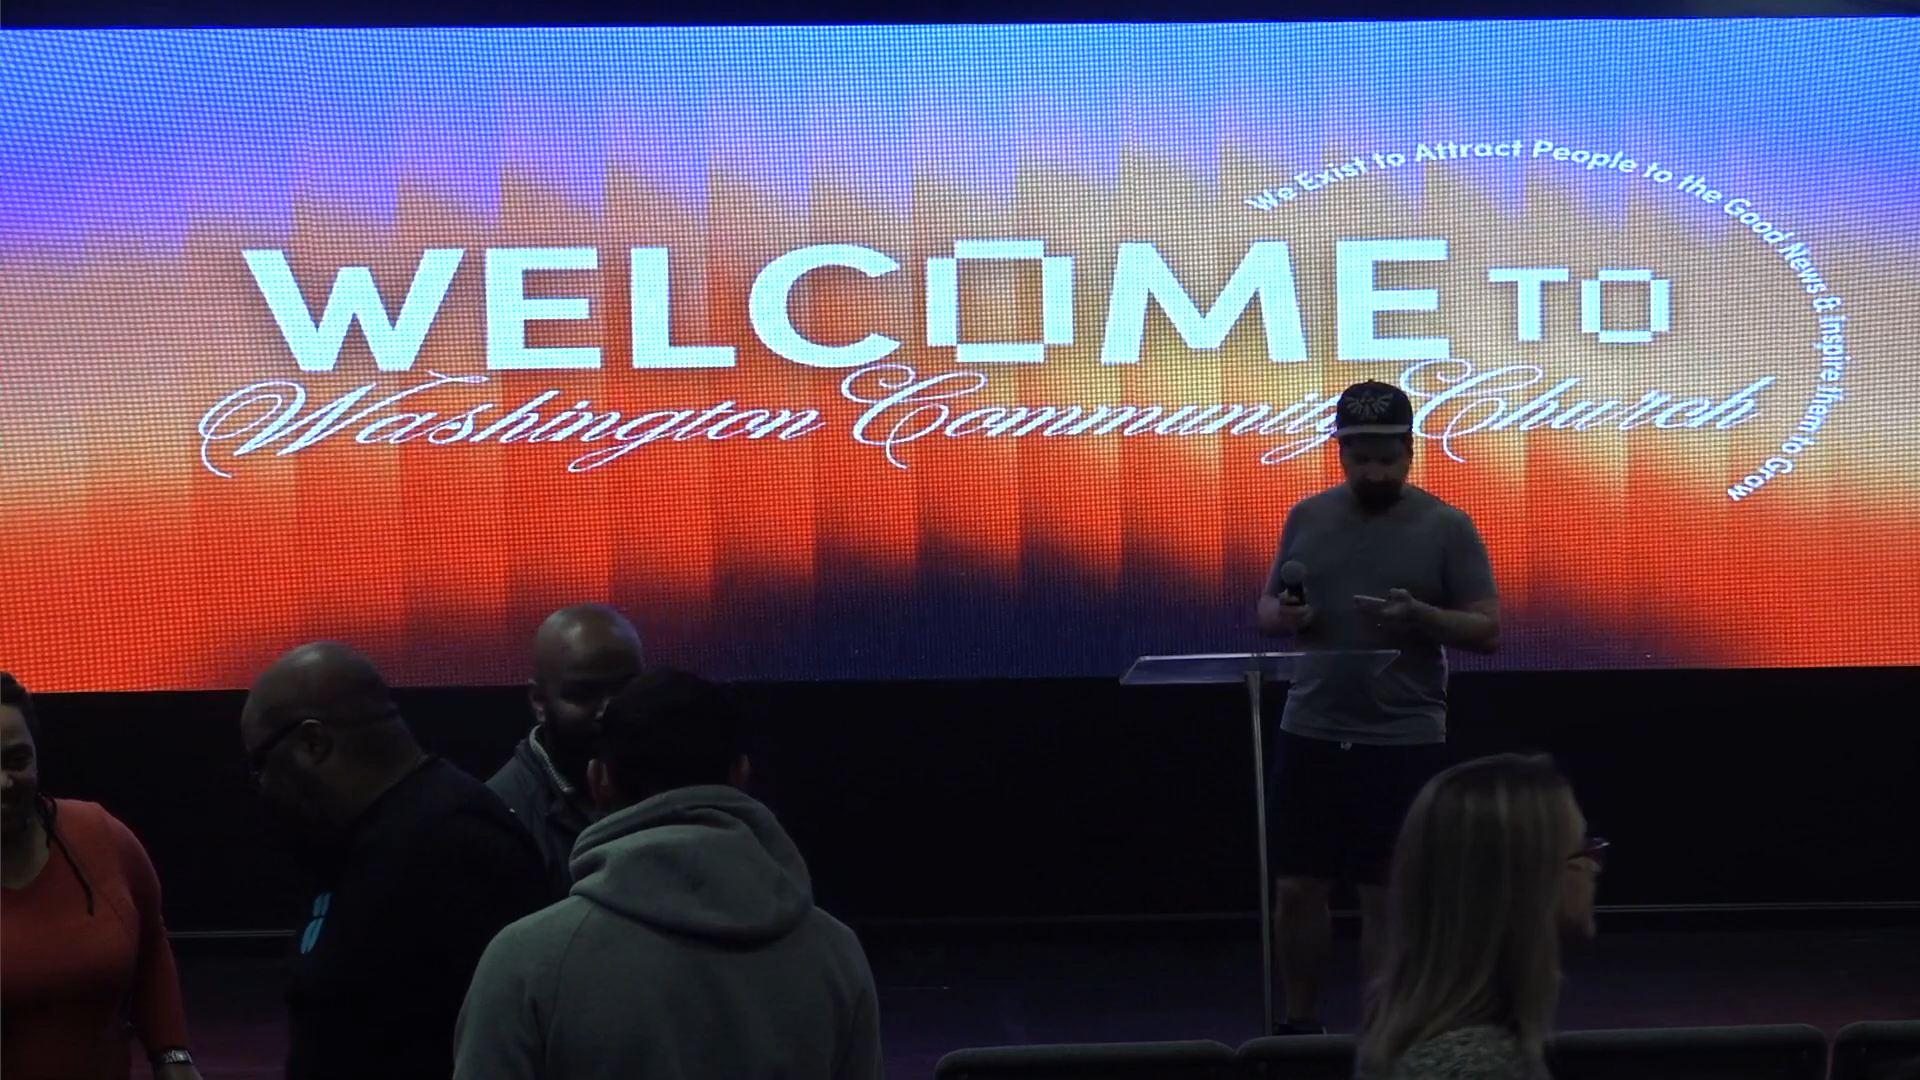 We Exist to Attract People to the Good News & Inspire Them to Grow
WELCOME TO
Washington Community Church